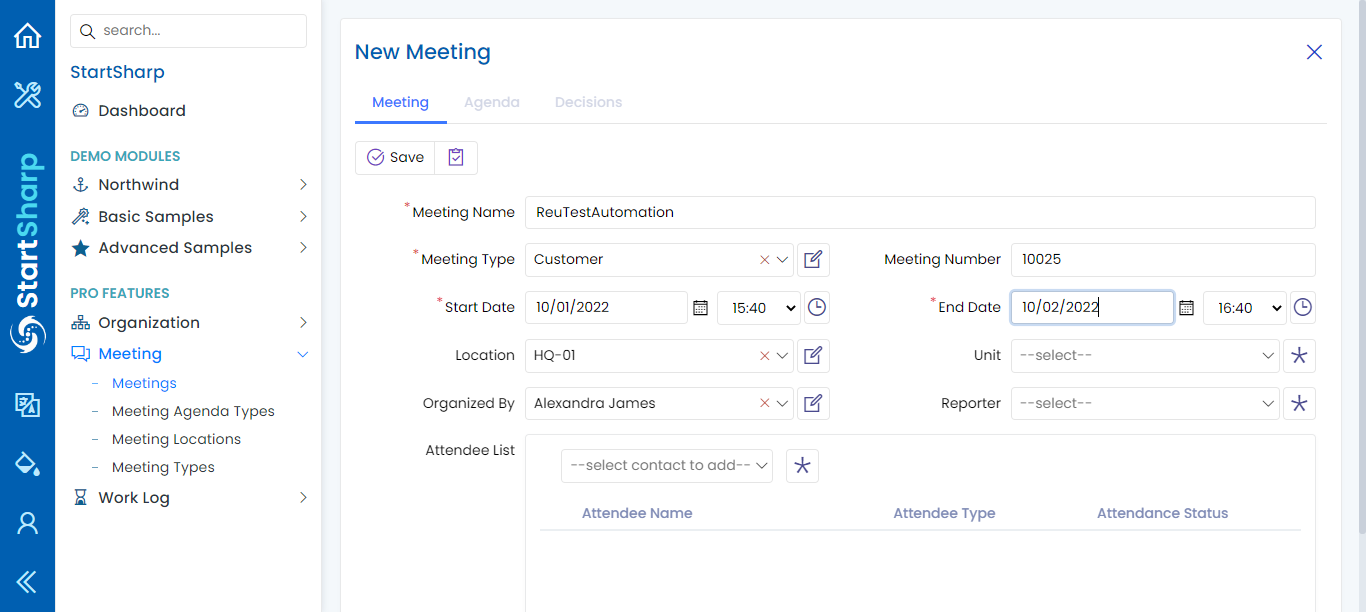 search...
StartSharp
Dashboard
DEMO MODULES
Northwind
Basic Samples
Advanced Samples
PRO FEATURES
Organization
Meeting
- Meetings
- Meeting Agenda Types
- Meeting Locations
- Meeting Types
Work Log
StartSharp
New Meeting
Meeting Agenda Decisions
Save
*Meeting Name ReuTestAutomation
*Meeting Type Customer Meeting Number 10025
*Start Date 10/01/2022 15:40 *End Date 10/02/2022 16:40
Location HQ-01 Unit --select--
Organized By Alexandra James Reporter --select--
Attendee List
--select contact to add--
Attendee Name Attendee Type Attendance Status